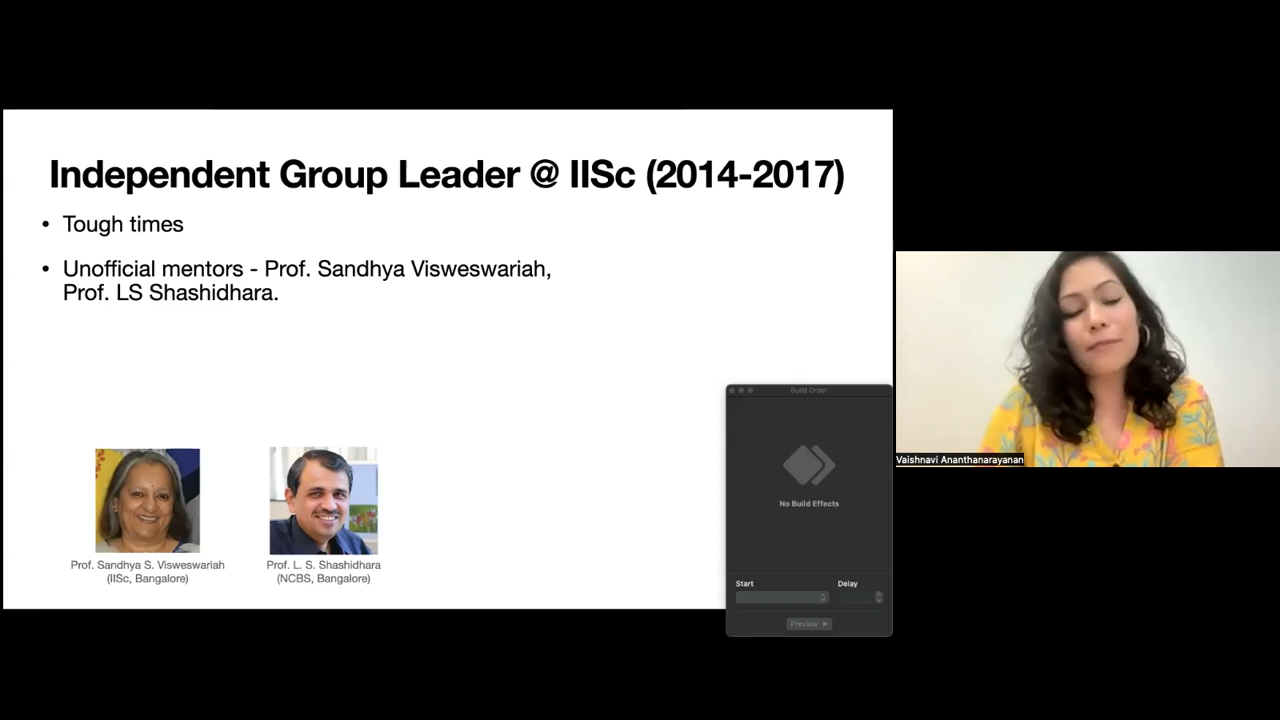 Independent Group Leader @ IISc (2014-2017)
• Tough times
• Unofficial mentors - Prof. Sandhya Visweswariah,
Prof. LS Shashidhara.
Prof. Sandhya S. Visweswariah
(IISc, Bangalore)
Prof. L. S. Shashidhara
(NCBS, Bangalore)
Build Order
No Build Effects
Start
Delay
Preview
Vaishnavi Ananthanarayanan